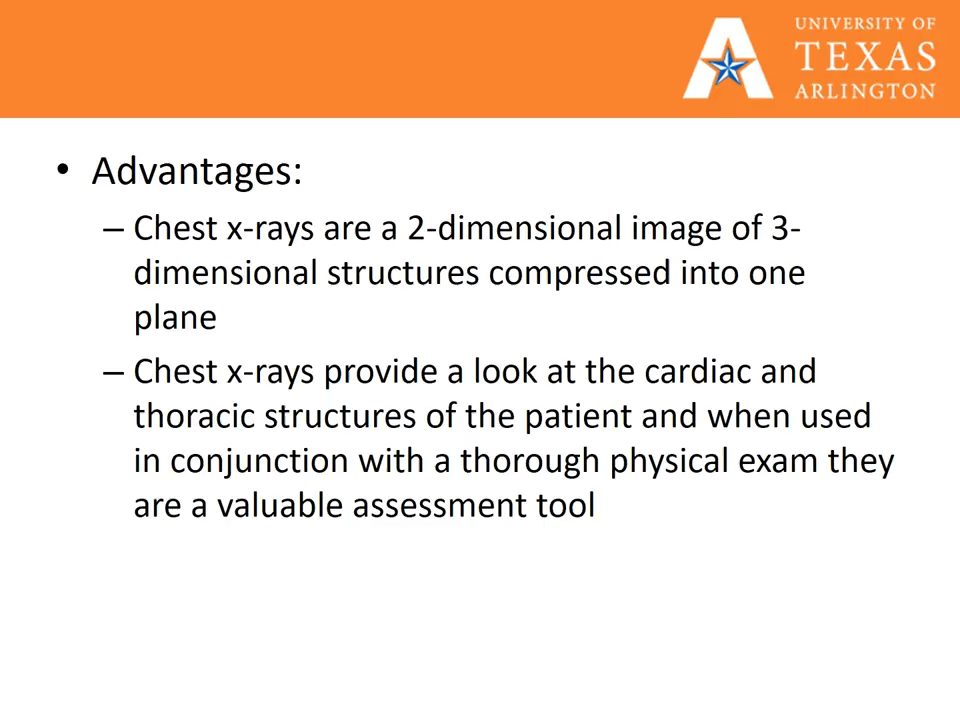 UNIVERSITY OF
TEXAS
ARLINGTON
• Advantages:
– Chest x-rays are a 2-dimensional image of 3-
dimensional structures compressed into one
plane
– Chest x-rays provide a look at the cardiac and
thoracic structures of the patient and when used
in conjunction with a thorough physical exam they
are a valuable assessment tool